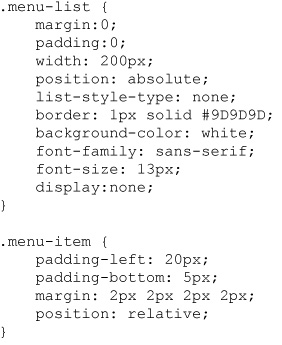 .menu-list {
    margin:0;
    padding:0;
    width: 200px;
    position: absolute;
    list-style-type: none;
    border: 1px solid #9D9D9D;
    background-color: white;
    font-family: sans-serif;
    font-size: 13px;
    display:none;
}

.menu-item {
    padding-left: 20px;
    padding-bottom: 5px;
    margin: 2px 2px 2px 2px;
    position: relative;
}